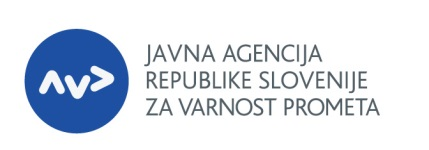 JAVNA AGENCIJA
REPUBLIKE SLOVENIJE
ZA VARNOST PROMETA